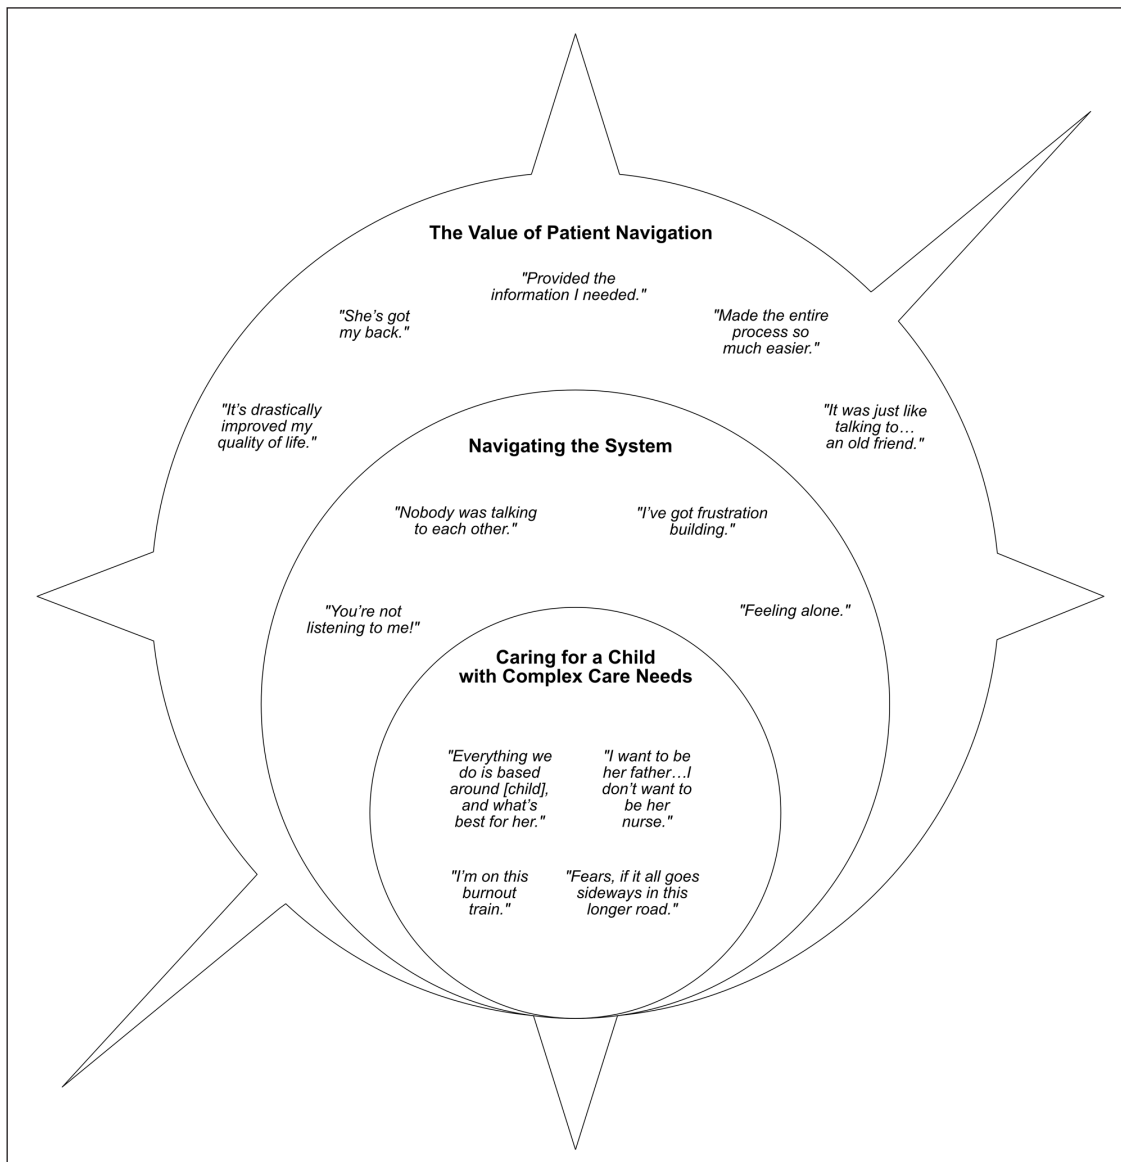 The Value of Patient Navigation
"Provided the
information I needed."
"She’s got
my back."
"Made the entire
process so
much easier."
"It’s drastically
improved my
quality of life."
"It was just like
talking to…
an old friend."
Navigating the System
"Nobody was talking
to each other."
"I’ve got frustration
building."
"You’re not
listening to me!"
"Feeling alone."
Caring for a Child
with Complex Care Needs
"Everything we
do is based
around [child],
and what’s
best for her."
"I want to be
her father…I
don’t want to
be her
nurse."
"I’m on this
burnout
train."
"Fears, if it all goes
sideways in this
longer road."